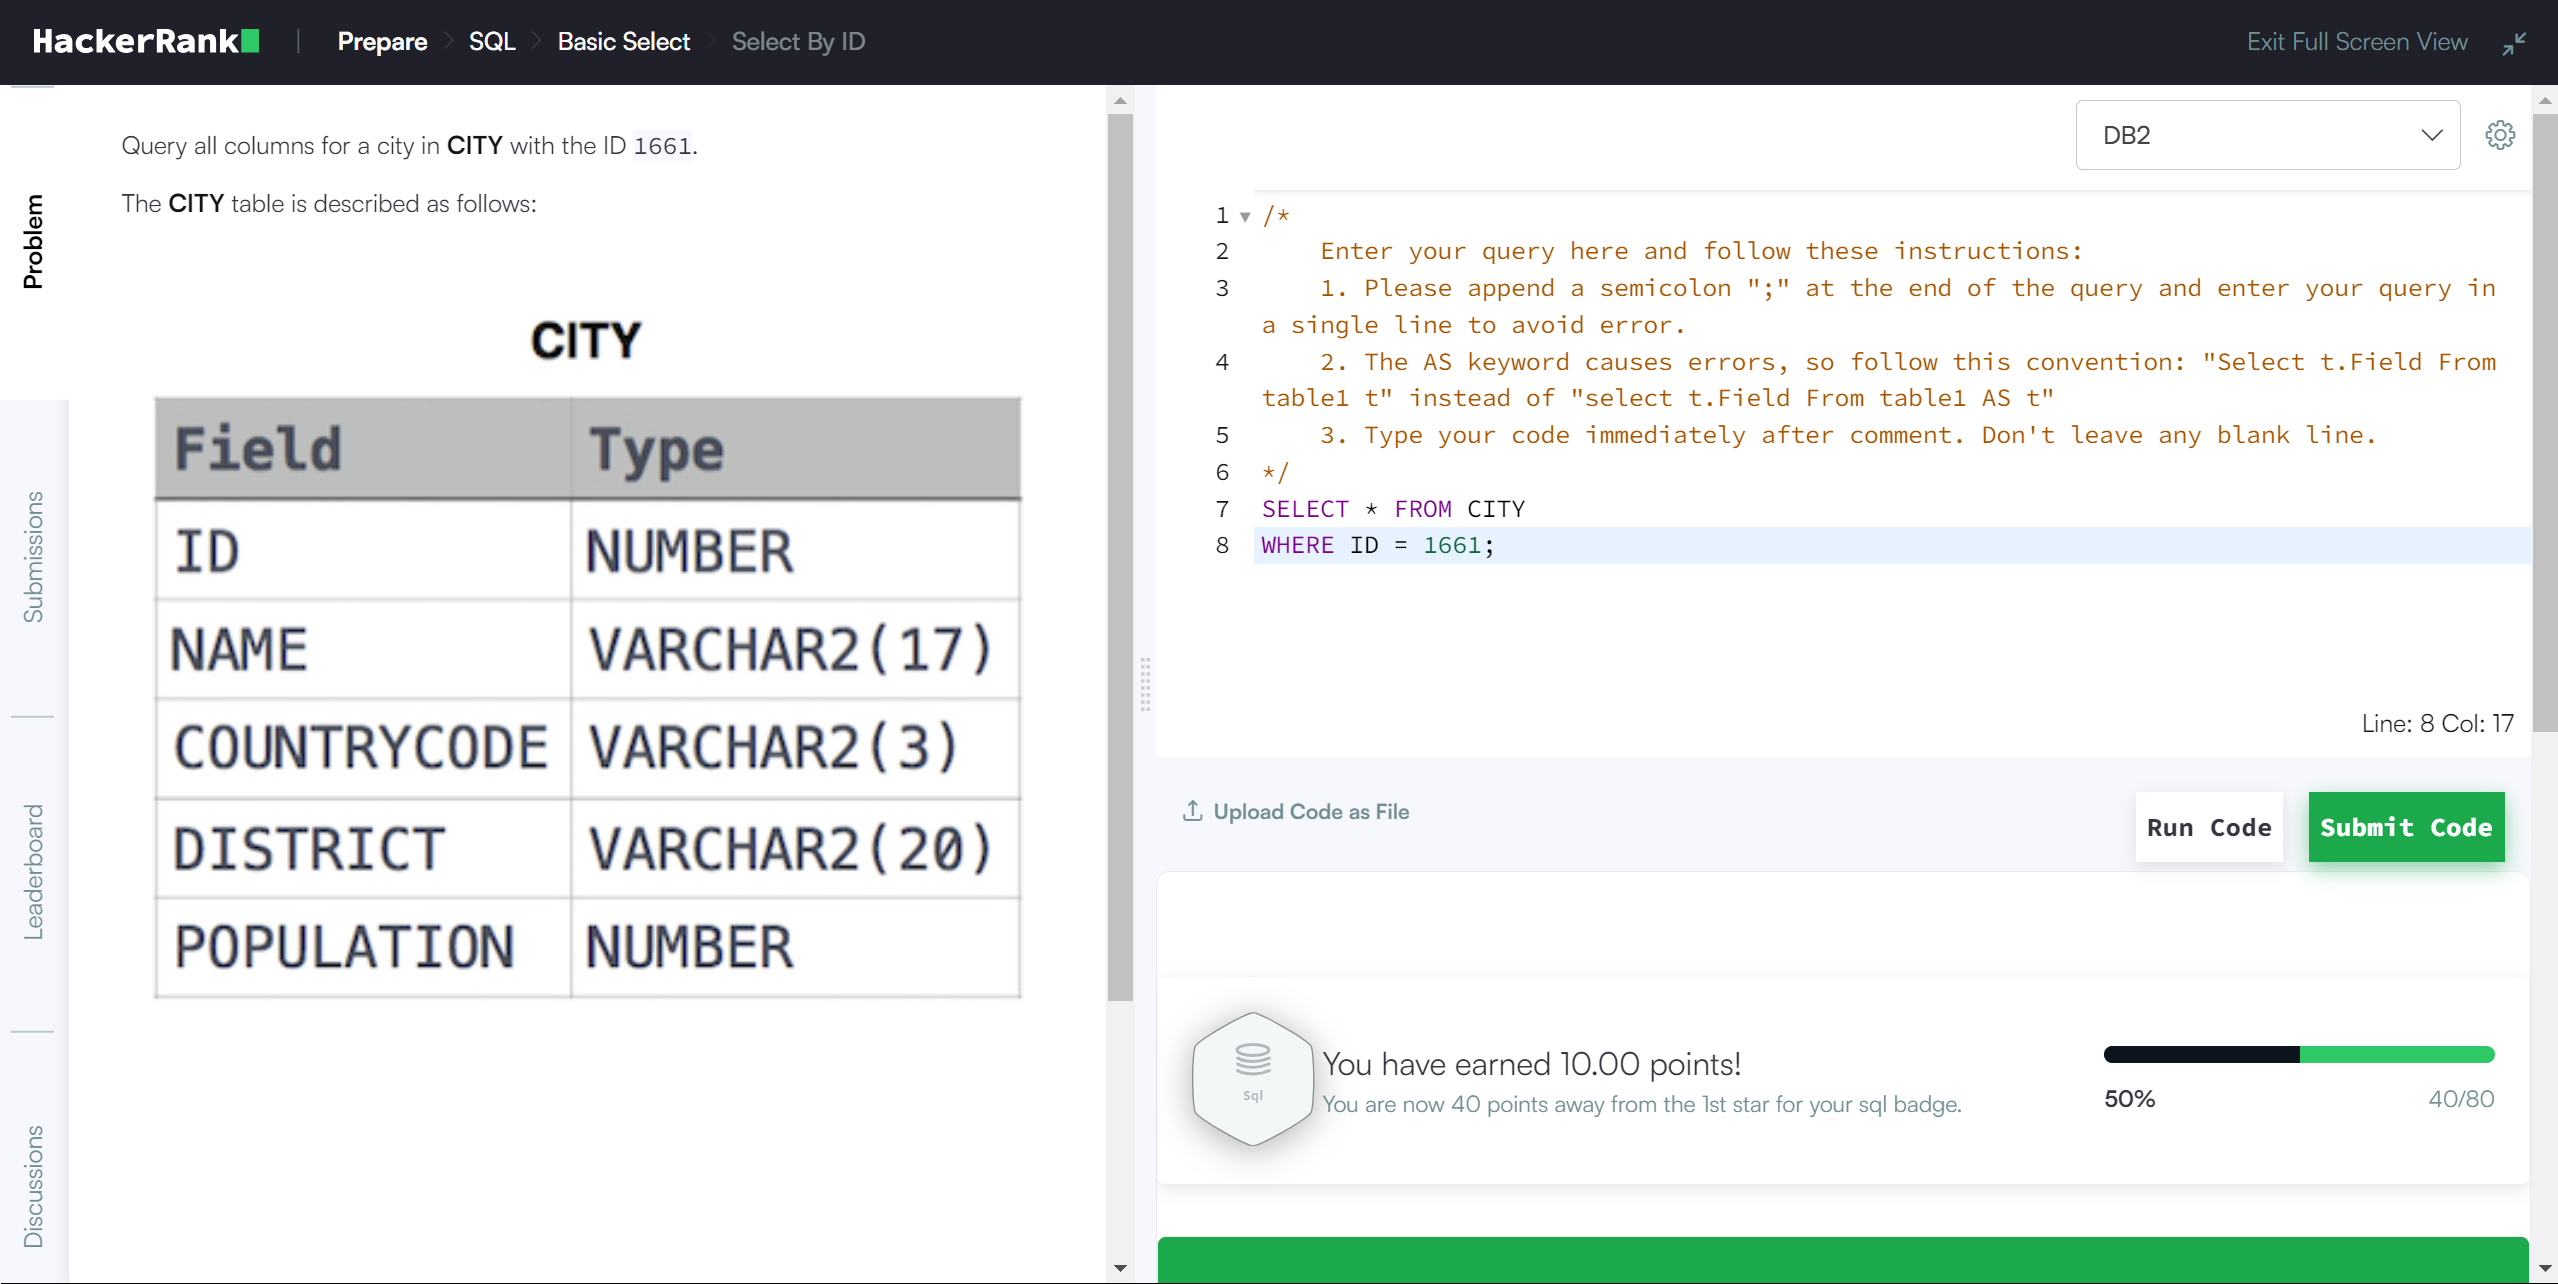 HackerRank | Prepare > SQL > Basic Select > Select By ID
Exit Full Screen View
Problem
Submissions
Leaderboard
Discussions
Query all columns for a city in CITY with the ID 1661.
The CITY table is described as follows:
CITY
Field Type
ID NUMBER
NAME VARCHAR2(17)
COUNTRYCODE VARCHAR2(3)
DISTRICT VARCHAR2(20)
POPULATION NUMBER
DB2
1 /*
2 Enter your query here and follow these instructions:
3 1. Please append a semicolon ";" at the end of the query and enter your query in
a single line to avoid error.
4 2. The AS keyword causes errors, so follow this convention: "Select t.Field From
table1 t" instead of "select t.Field From table1 AS t"
5 3. Type your code immediately after comment. Don't leave any blank line.
6 */
7 SELECT * FROM CITY
8 WHERE ID = 1661;
Line: 8 Col: 17
Upload Code as File
Run Code
Submit Code
Sql
You have earned 10.00 points!
You are now 40 points away from the 1st star for your sql badge.
50%
40/80